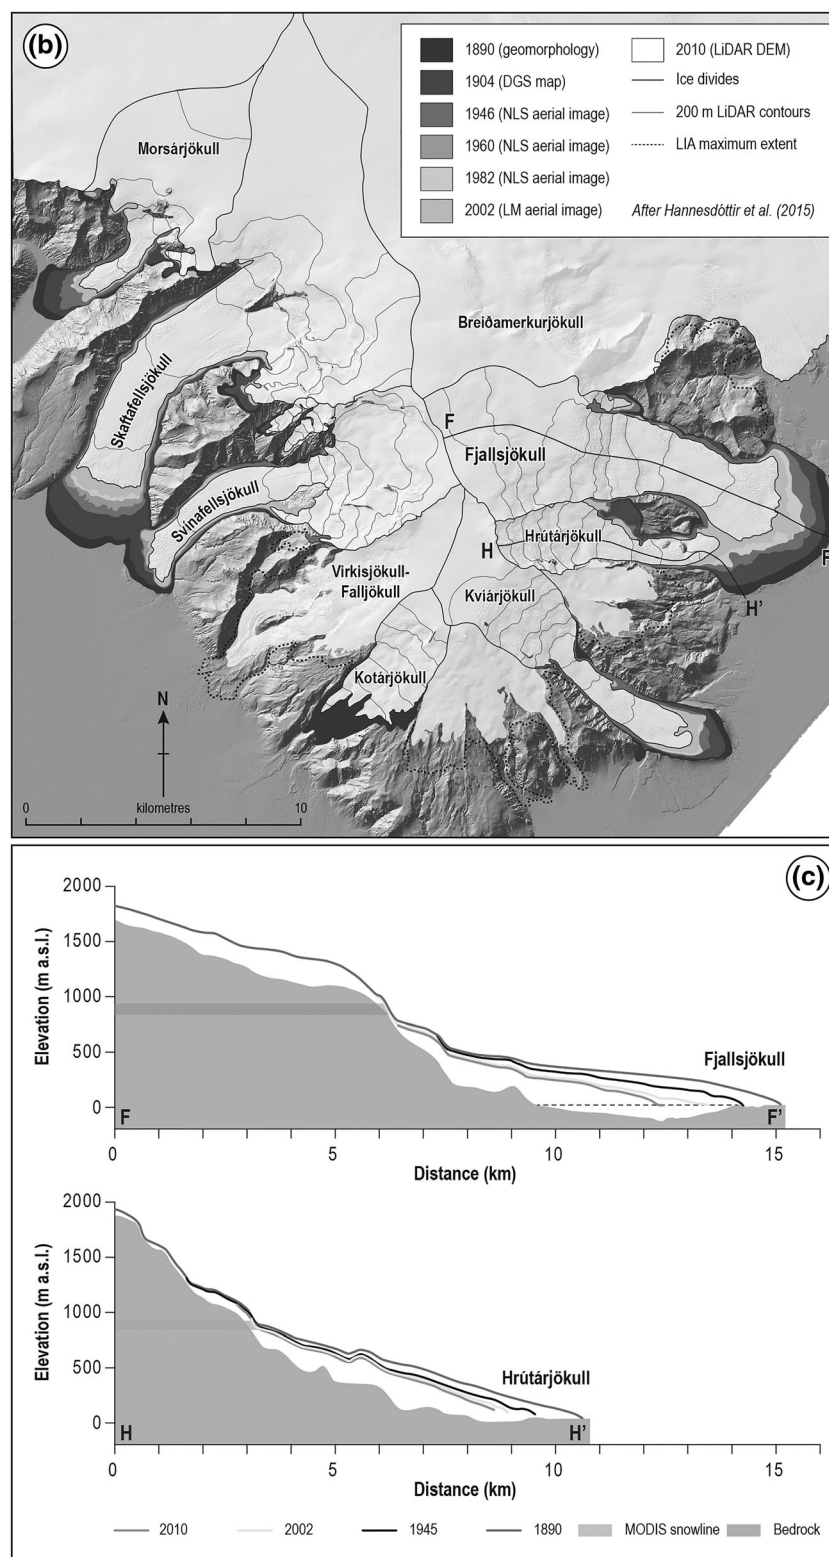 (b)
1890 (geomorphology)
1904 (DGS map)
1946 (NLS aerial image)
1960 (NLS aerial image)
1982 (NLS aerial image)
2002 (LM aerial image)
2010 (LiDAR DEM)
Ice divides
200 m LiDAR contours
LIA maximum extent
After Hannesdóttir et al. (2015)
Morsárjökull
Breiðamerkurjökull
Skaftafellsjökull
F
Fjallsjökull
Svínafellsjökull
Hrútárjökull
H
F
Virkisjökull-
Falljökull
Kvíárjökull
H'
Kotárjökull
N
0
kilometres
10
(c)
2000
1500
1000
500
0
Elevation (m a.s.l.)
Fjallsjökull
F
F'
0
5
10
15
Distance (km)
2000
1500
1000
500
0
Elevation (m a.s.l.)
Hrútárjökull
H
H'
0
5
10
15
Distance (km)
2010
2002
1945
1890
MODIS snowline
Bedrock